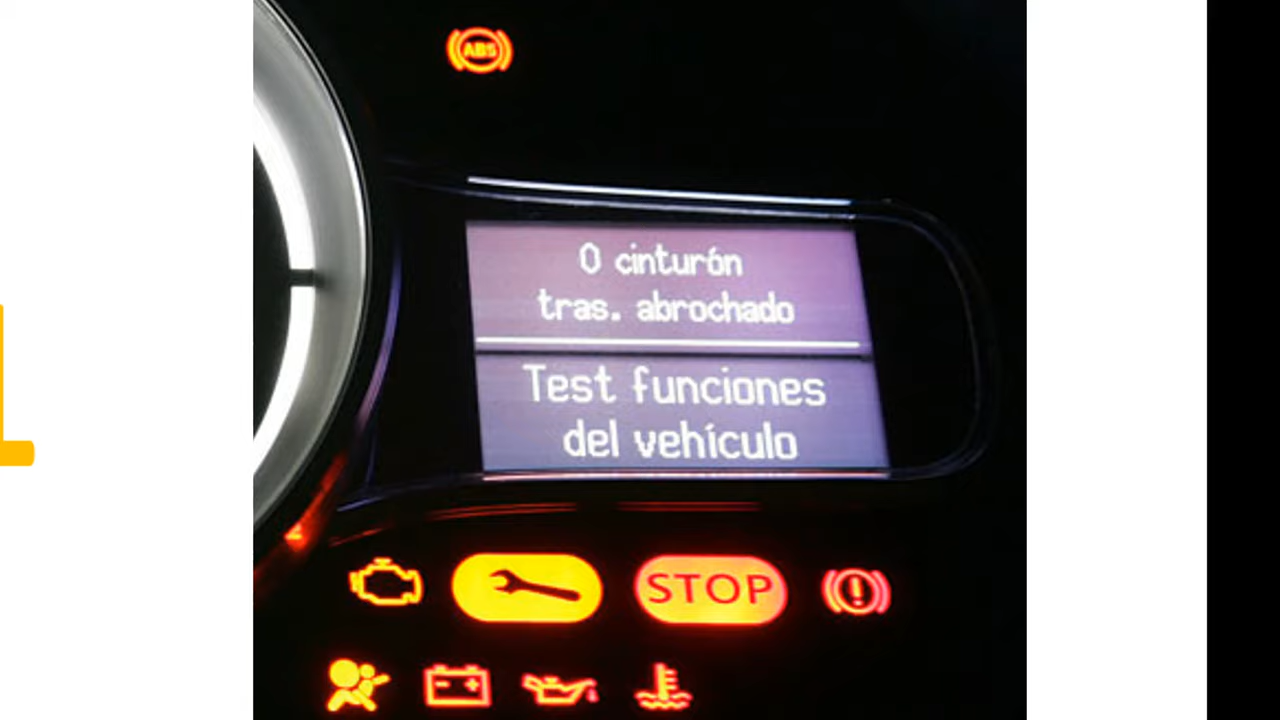 ABS
0 cinturón
tras. abrochado
Test funciones
del vehículo
STOP